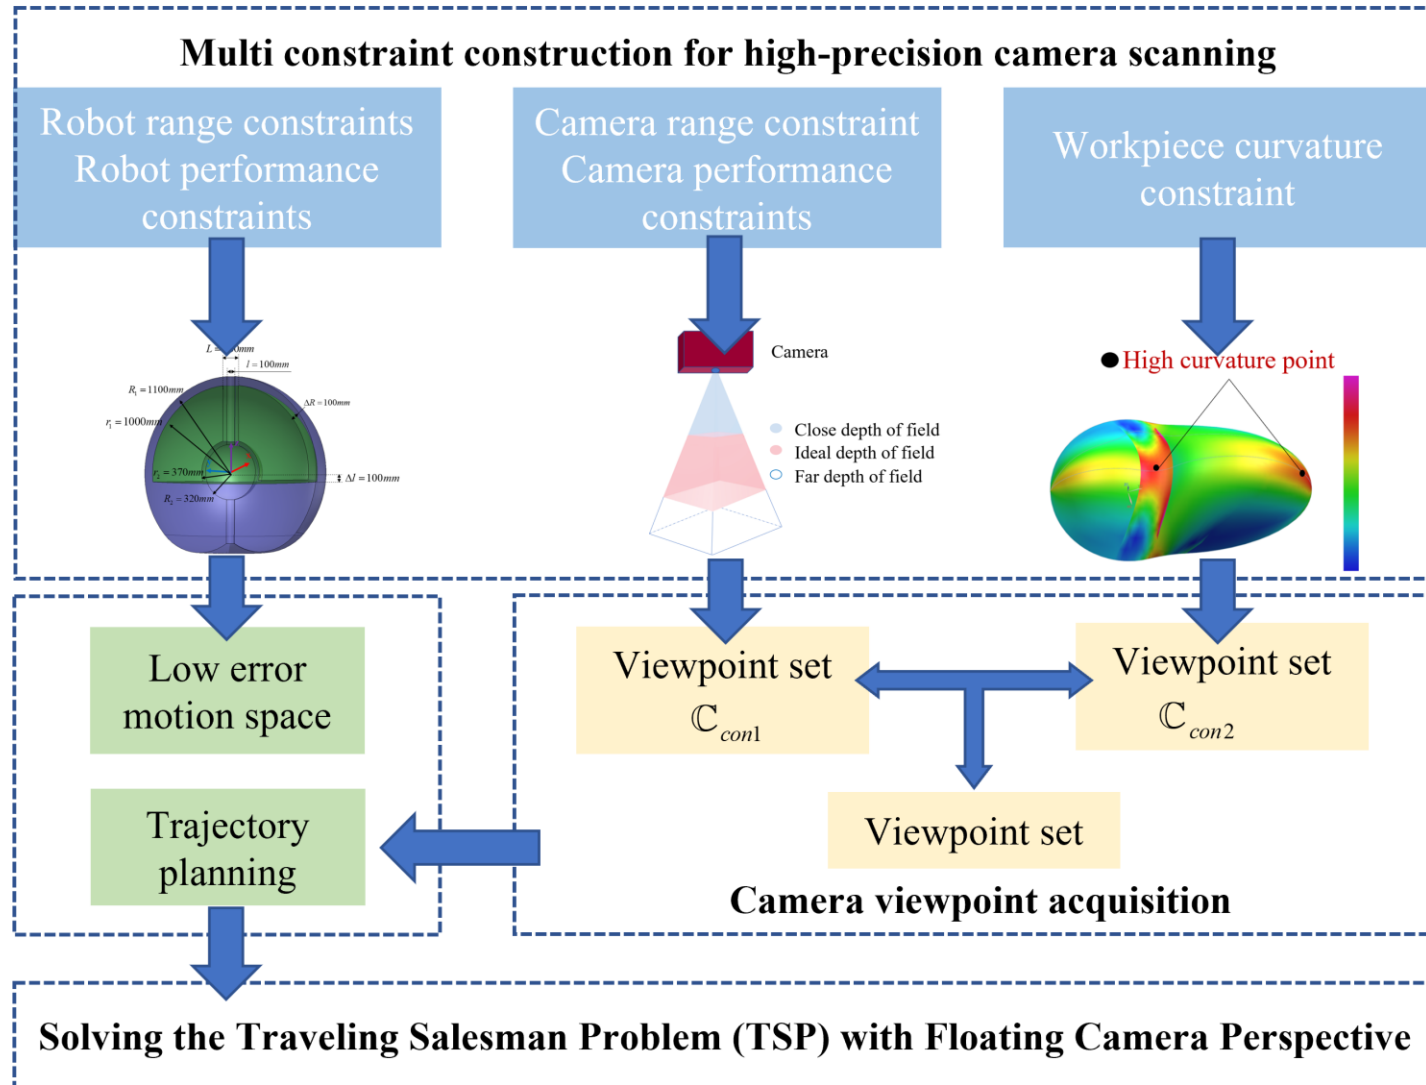 Multi constraint construction for high-precision camera scanning
Robot range constraints
Robot performance
constraints
Camera range constraint
Camera performance
constraints
Workpiece curvature
constraint
l = 100mm
R₁ = 1100mm
ΔR = 100mm
r₁ = 1000mm
Δl = 100mm
R₂ = 320mm
Camera
Close depth of field
Ideal depth of field
Far depth of field
High curvature point
Low error
motion space
Viewpoint set
ℂcon1
Viewpoint set
ℂcon2
Viewpoint set
Trajectory
planning
Camera viewpoint acquisition
Solving the Traveling Salesman Problem (TSP) with Floating Camera Perspective